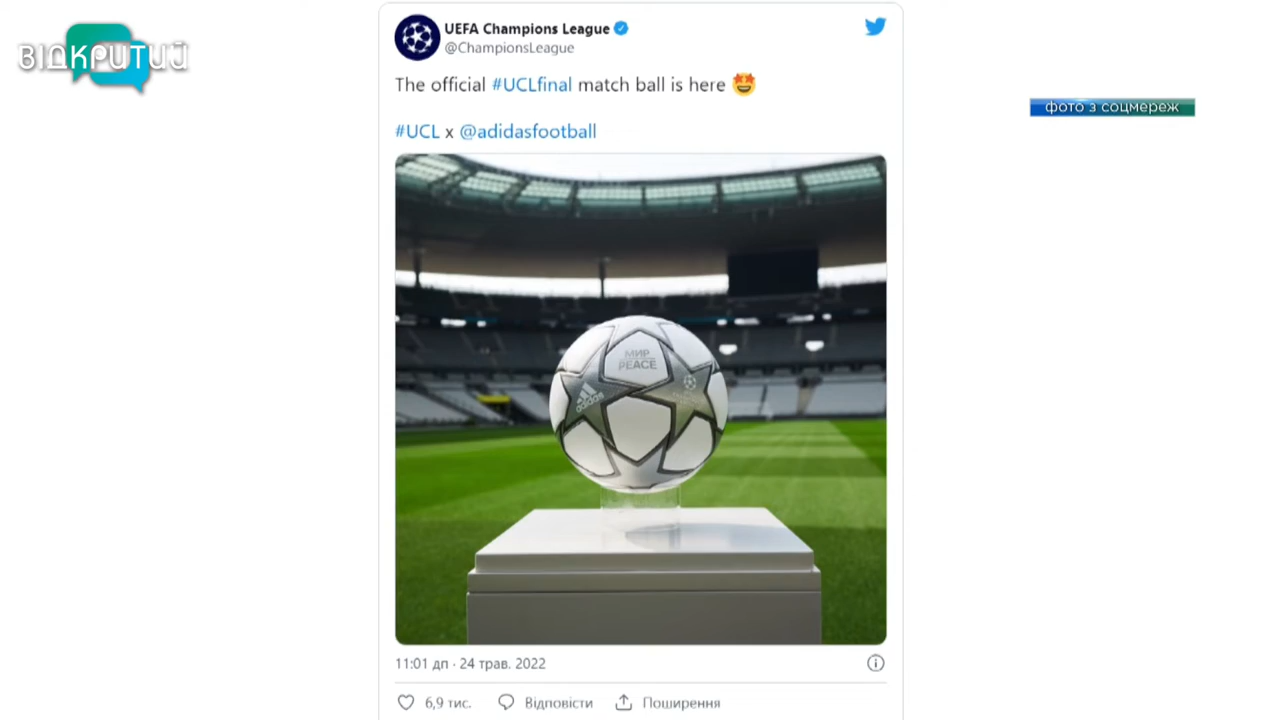 ВІДКРИТИЙ
UEFA Champions League
@ChampionsLeague
The official #UCLfinal match ball is here 🤩
фото з соцмереж
#UCL x @adidasfootball
МИР
PEACE
adidas
11:01 дп · 24 трав. 2022
6,9 тис. Відповісти Поширення